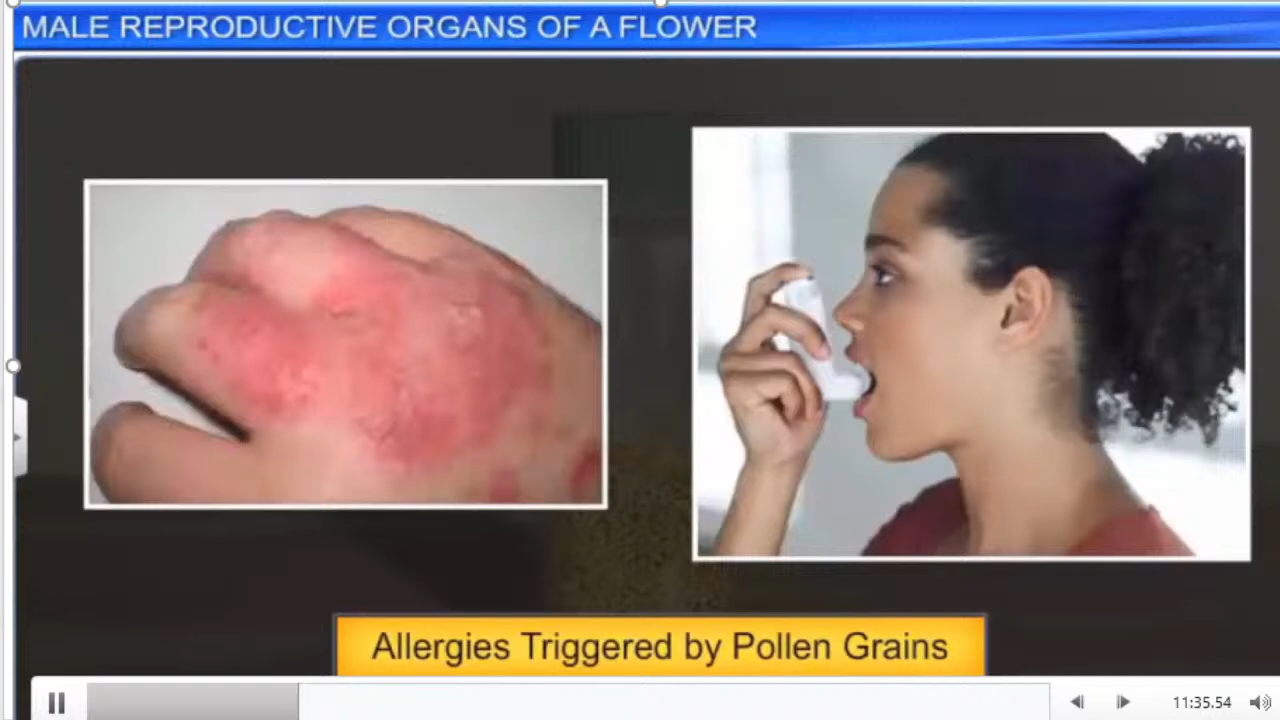 MALE REPRODUCTIVE ORGANS OF A FLOWER
Allergies Triggered by Pollen Grains
11:35.54